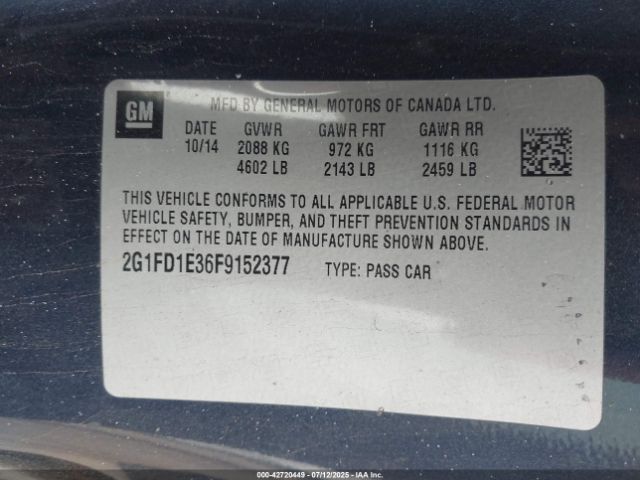 GM
MFD BY GENERAL MOTORS OF CANADA LTD.
DATE GVWR GAWR FRT GAWR RR
10/14 2088 KG 972 KG 1116 KG
4602 LB 2143 LB 2459 LB
THIS VEHICLE CONFORMS TO ALL APPLICABLE U.S. FEDERAL MOTOR
VEHICLE SAFETY, BUMPER, AND THEFT PREVENTION STANDARDS IN
EFFECT ON THE DATE OF MANUFACTURE SHOWN ABOVE.
2G1FD1E36F9152377 TYPE: PASS CAR
000-42720449 - 07/12/2025 - IAAI.COM